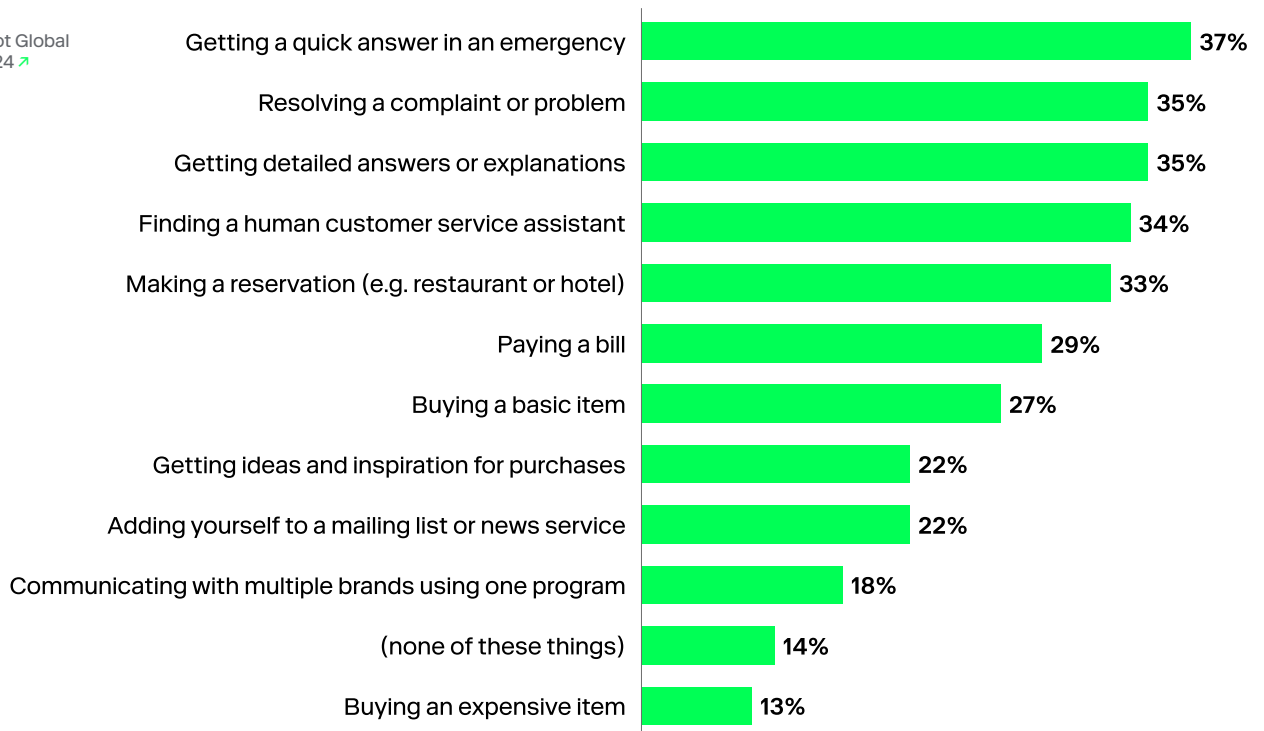 Global
24
Getting a quick answer in an emergency 37%
Resolving a complaint or problem 35%
Getting detailed answers or explanations 35%
Finding a human customer service assistant 34%
Making a reservation (e.g. restaurant or hotel) 33%
Paying a bill 29%
Buying a basic item 27%
Getting ideas and inspiration for purchases 22%
Adding yourself to a mailing list or news service 22%
Communicating with multiple brands using one program 18%
(none of these things) 14%
Buying an expensive item 13%